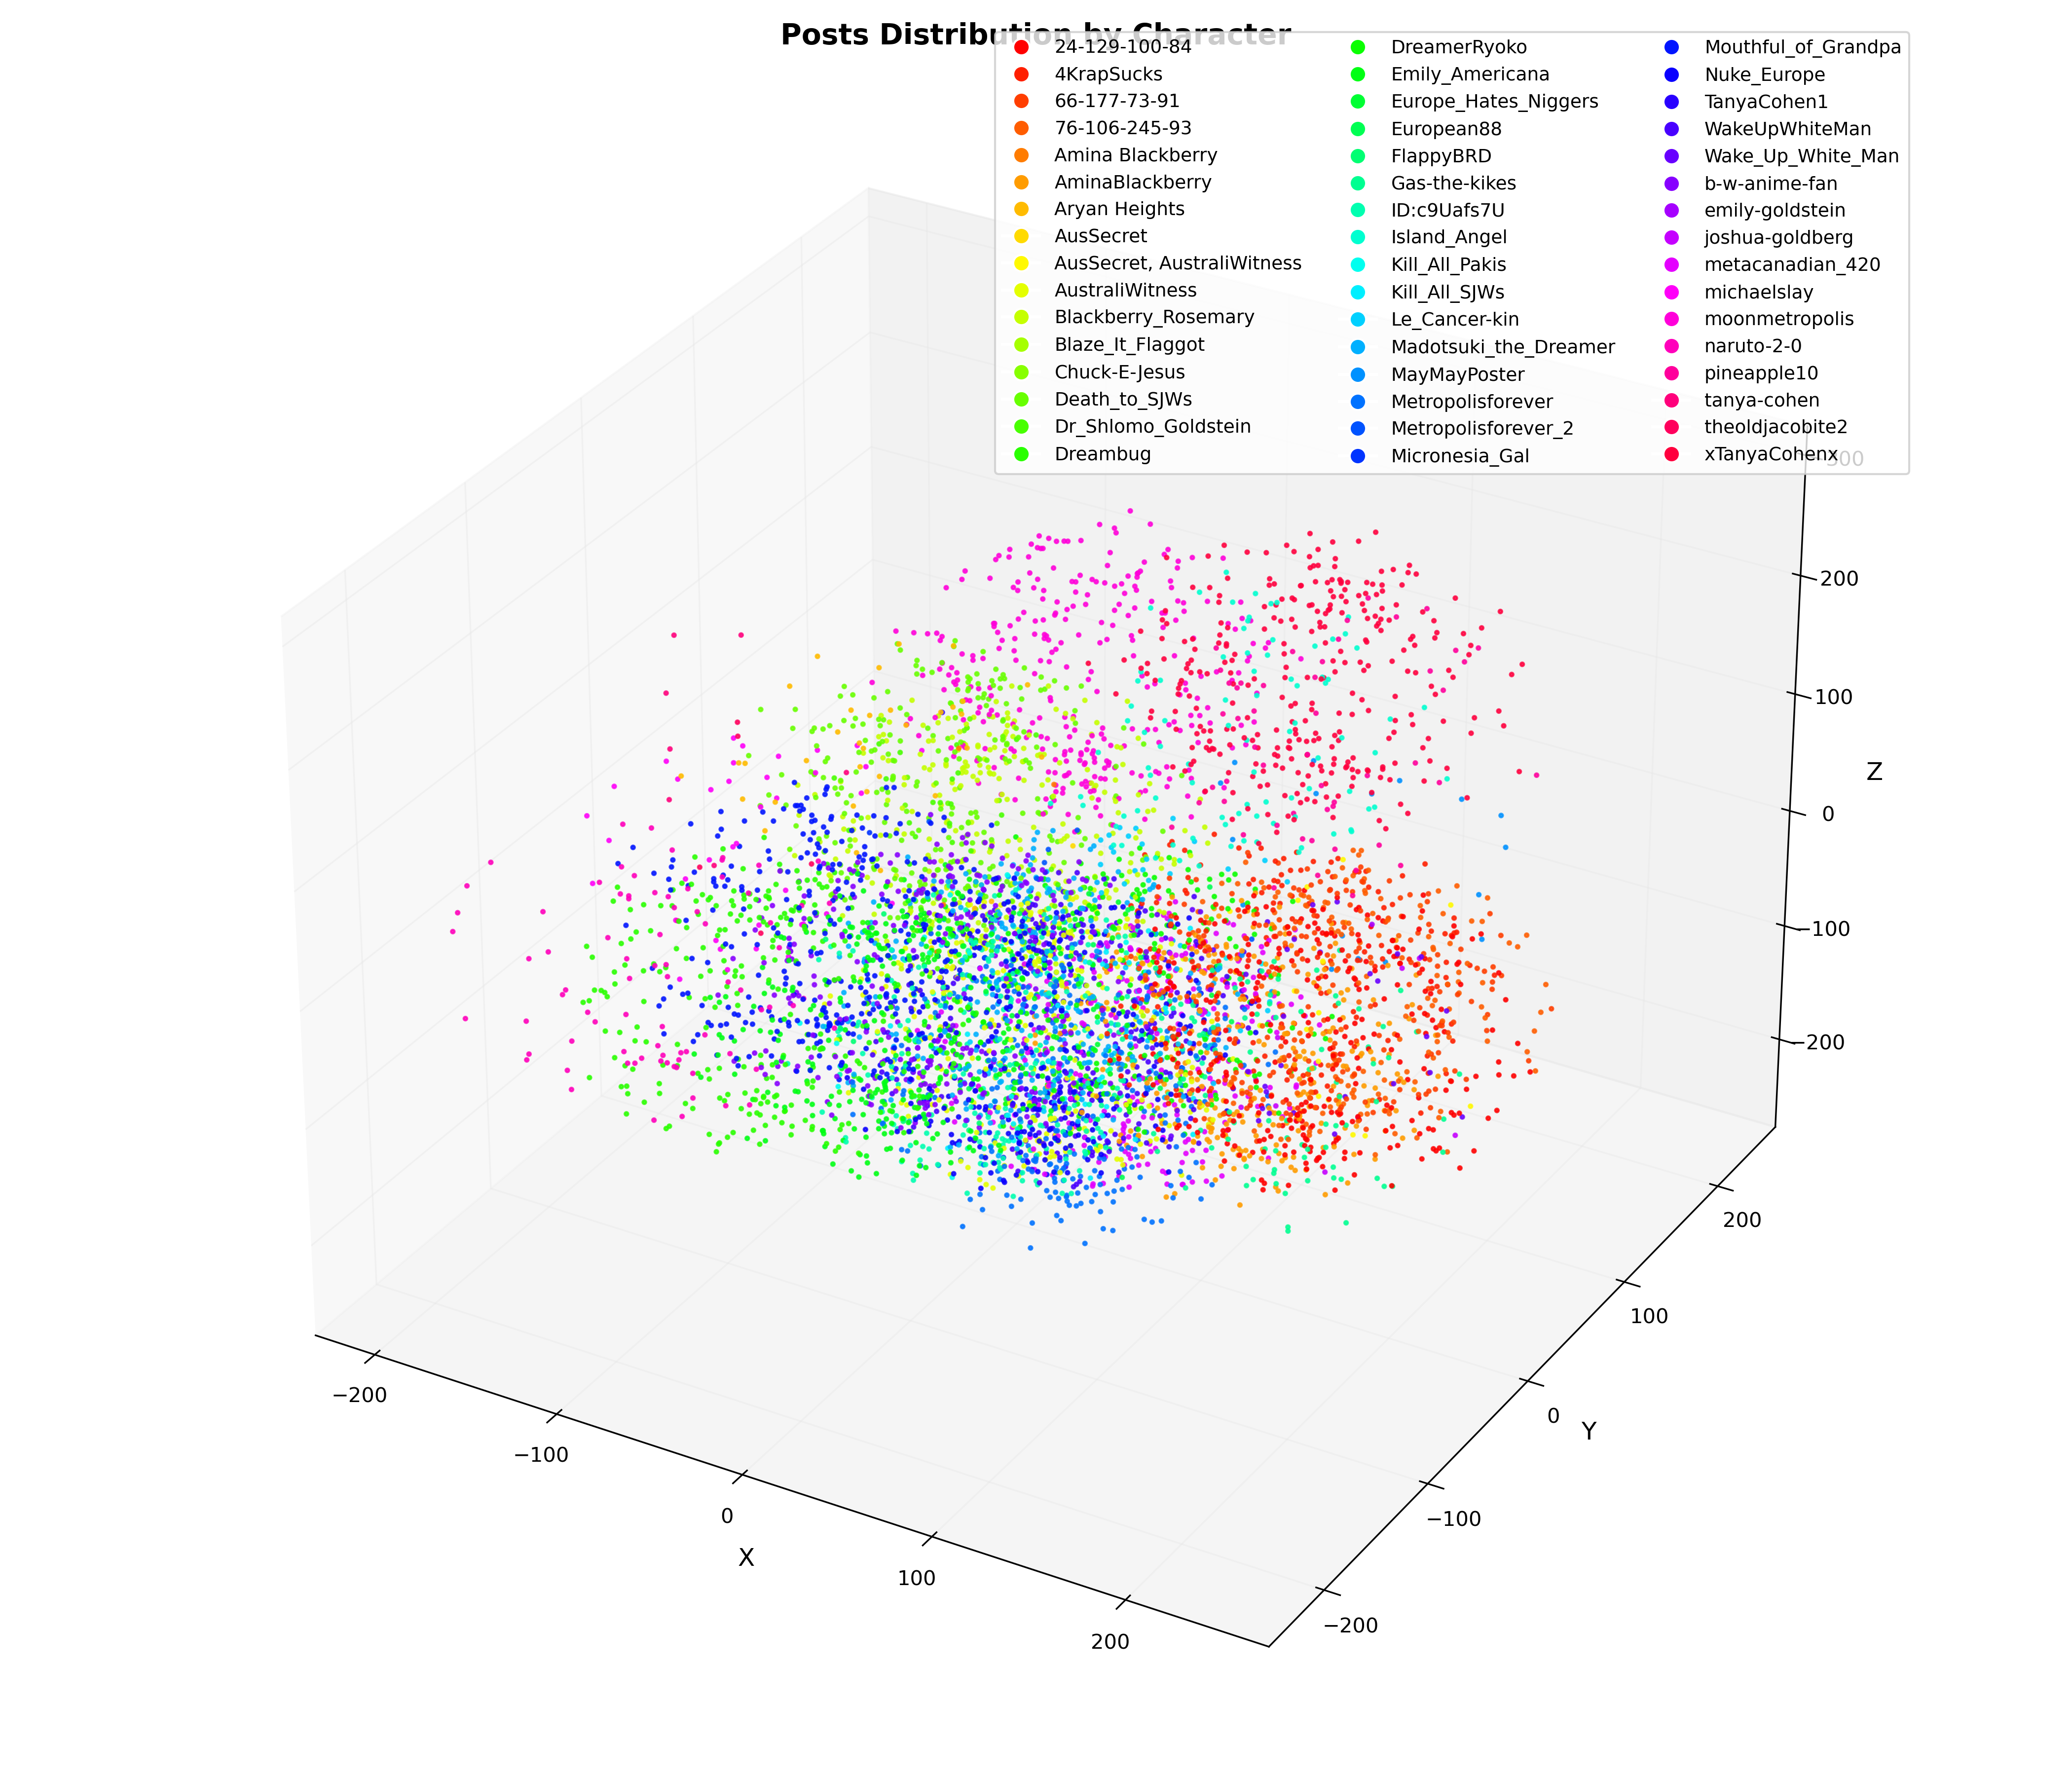 Posts Distribution by Character
24-129-100-84
4KrapSucks
66-177-73-91
76-106-245-93
Amina Blackberry
AminaBlackberry
Aryan Heights
AusSecret
AusSecret, AustraliWitness
AustraliWitness
Blackberry_Rosemary
Blaze_It_Flaggot
Chuck-E-Jesus
Death_to_SJWs
Dr_Shlomo_Goldstein
Dreambug
DreamerRyoko
Emily_Americana
Europe_Hates_Niggers
European88
FlappyBRD
Gas-the-kikes
ID:c9Uafs7U
Island_Angel
Kill_All_Pakis
Kill_All_SJWs
Le_Cancer-kin
Madotsuki_the_Dreamer
MayMayPoster
Metropolisforever
Metropolisforever_2
Micronesia_Gal
Mouthful_of_Grandpa
Nuke_Europe
TanyaCohen1
WakeUpWhiteMan
Wake_Up_White_Man
b-w-anime-fan
emily-goldstein
joshua-goldberg
metacanadian_420
michaelslay
moonmetropolis
naruto-2-0
pineapple10
tanya-cohen
theoldjacobite2
xTanyaCohenx
300
200
100
0
−100
−200
Z
200
100
0
−100
−200
Y
−200
−100
0
100
200
X